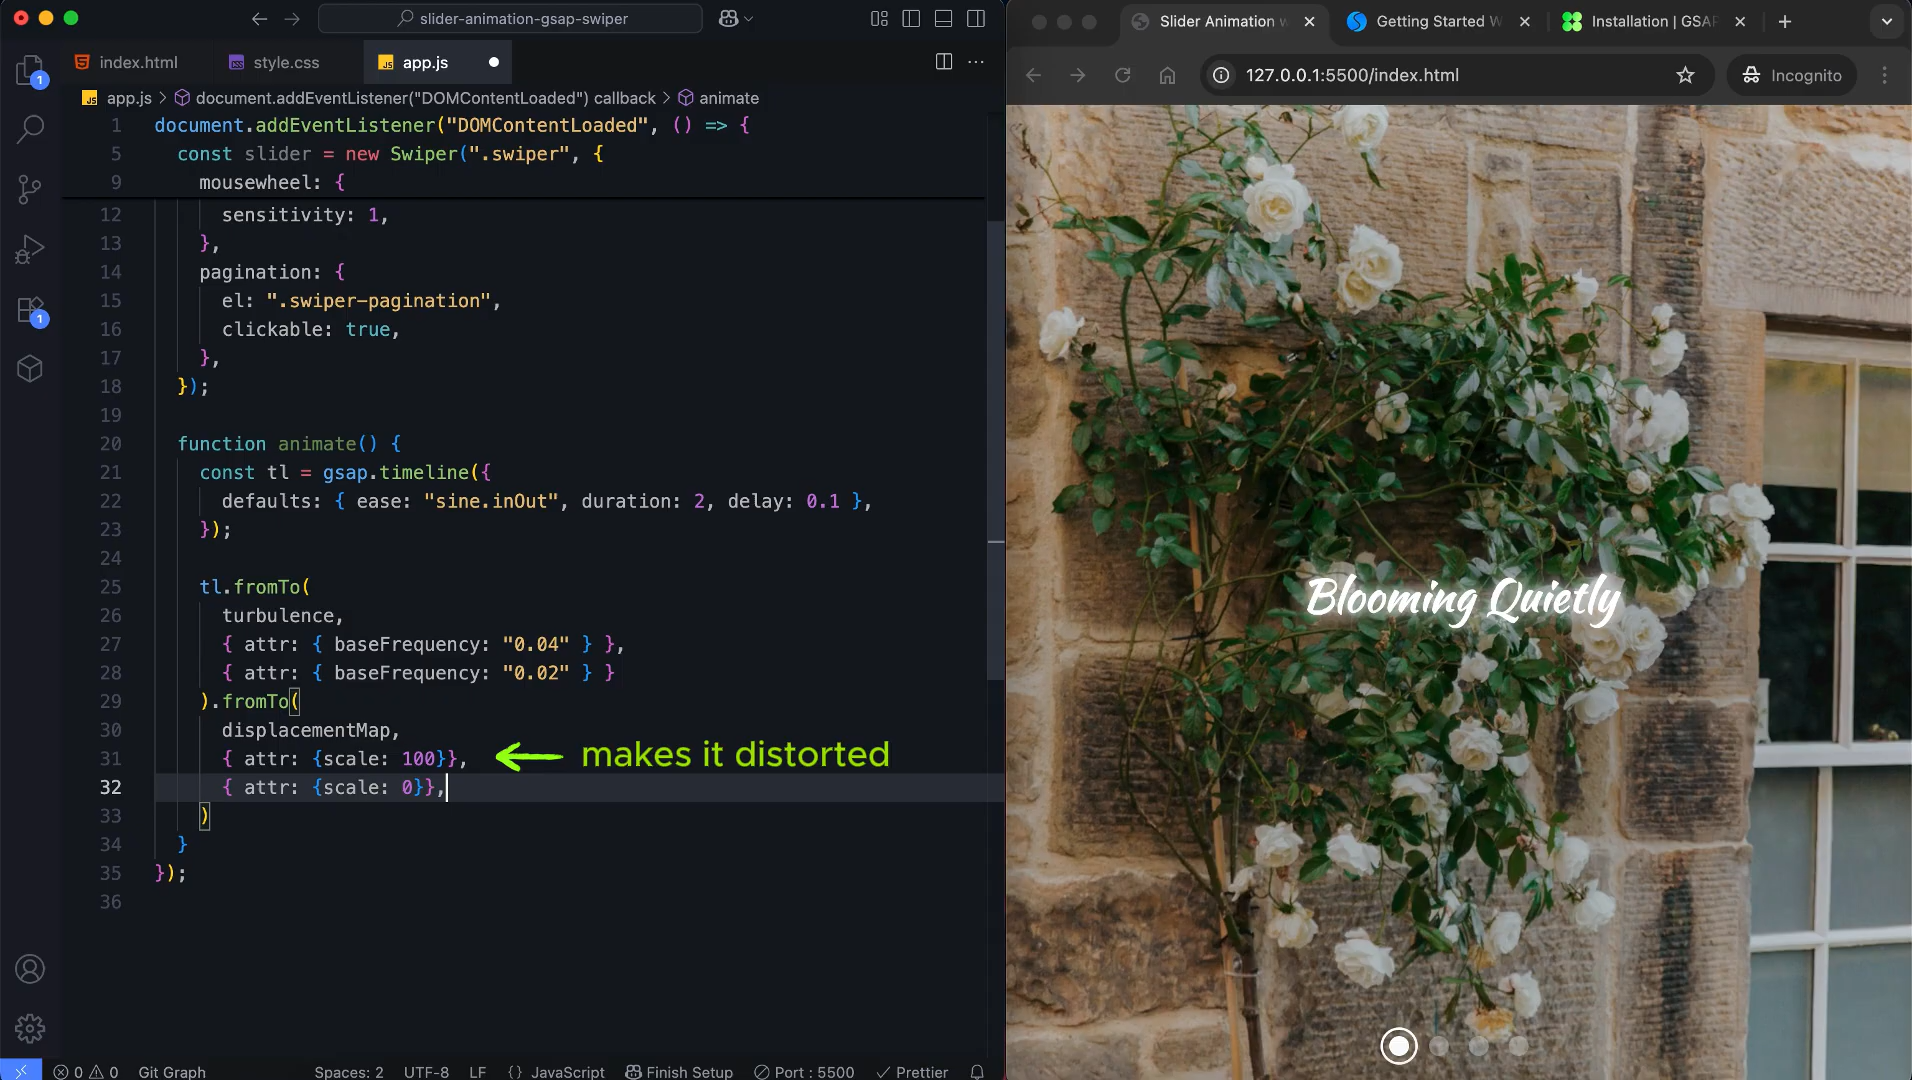 slider-animation-gsap-swiper
index.html
style.css
app.js
app.js > document.addEventListener("DOMContentLoaded") callback > animate
1 document.addEventListener("DOMContentLoaded", () => {
5 const slider = new Swiper(".swiper", {
9 mousewheel: {
12 sensitivity: 1,
13 },
14 pagination: {
15 el: ".swiper-pagination",
16 clickable: true,
17 },
18 });
19
20 function animate() {
21 const tl = gsap.timeline({
22 defaults: { ease: "sine.inOut", duration: 2, delay: 0.1 },
23 });
24
25 tl.fromTo(
26 turbulence,
27 { attr: { baseFrequency: "0.04" } },
28 { attr: { baseFrequency: "0.02" } }
29 ).fromTo(
30 displacementMap,
31 { attr: {scale: 100}},
makes it distorted
32 { attr: {scale: 0}},
33 )
34 }
35 });
36
1
1
0 0 Git Graph Spaces: 2 UTF-8 LF {} JavaScript Finish Setup Port : 5500 Prettier
Slider Animation w
Getting Started W
Installation | GSAP
127.0.0.1:5500/index.html
Incognito
Blooming Quietly